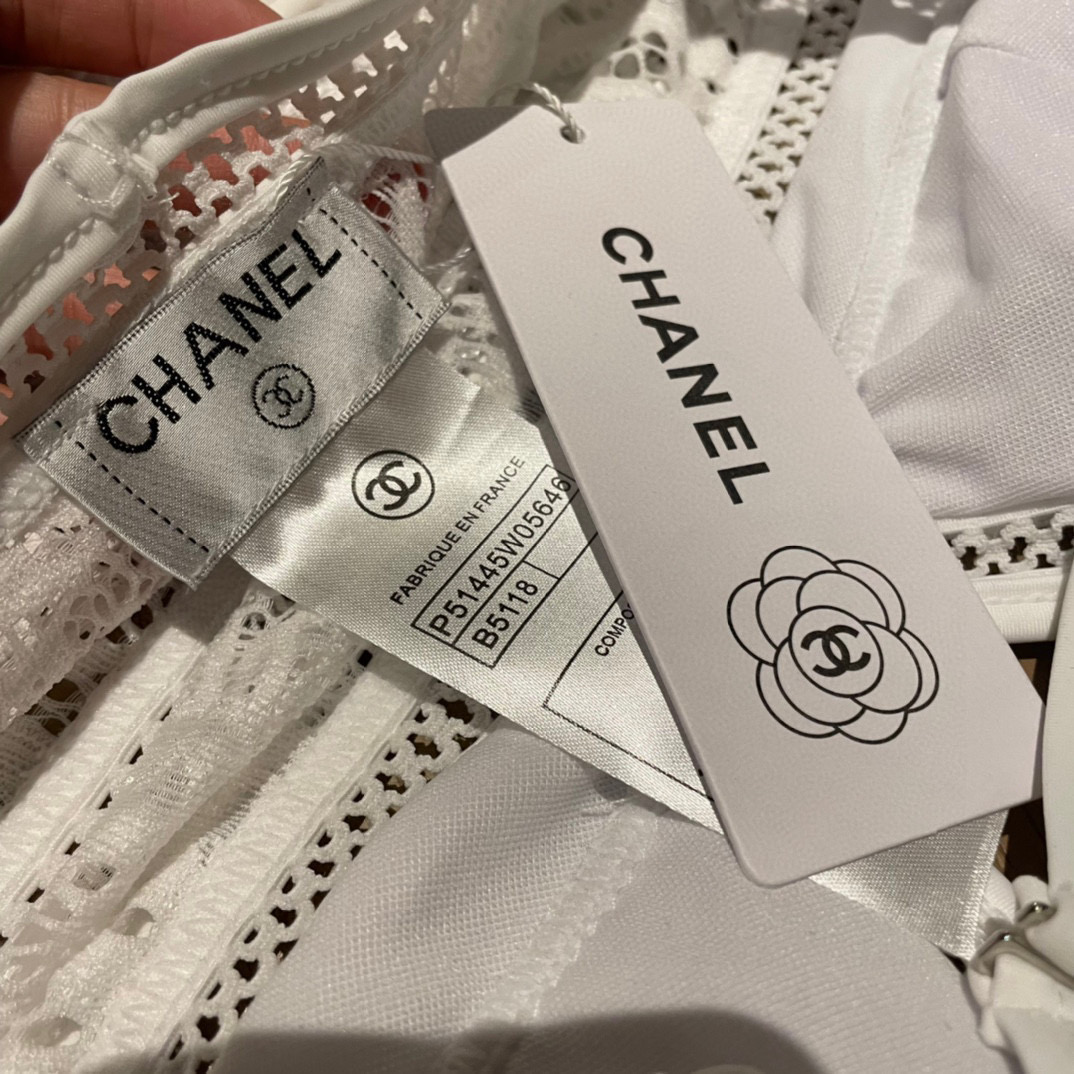 CHANEL
FABRIQUE EN FRANCE
P51445W05646
B5118
COMPO
CHANEL